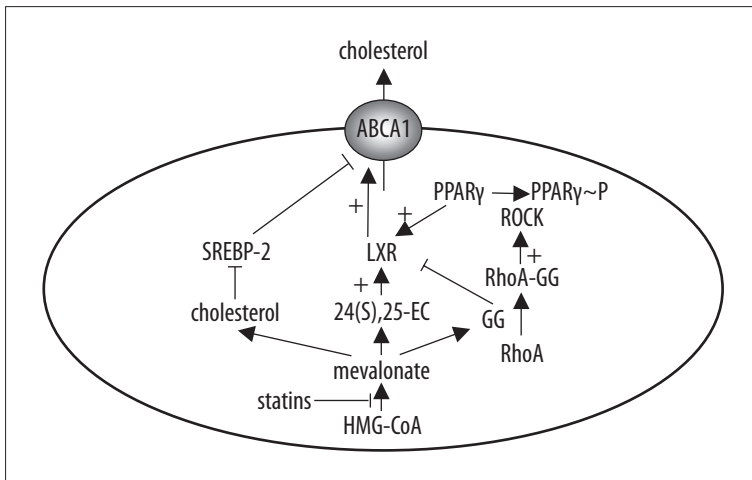 cholesterol
ABCA1
PPARγ
PPARγ~P
ROCK
+
+
SREBP-2
LXR
+
RhoA-GG
+
cholesterol
24(S),25-EC
GG
RhoA
mevalonate
statins
HMG-CoA